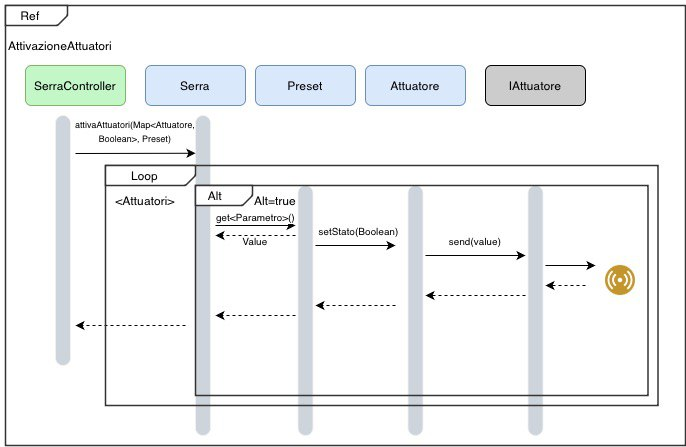 Ref
AttivazioneAttuatori
SerraController
Serra
Preset
Attuatore
IAttuatore
attivaAttuatori(Map<Attuatore,
Boolean>, Preset)
Loop
<Attuatori>
Alt
Alt=true
get<Parametro>()
Value
setStato(Boolean)
send(value)